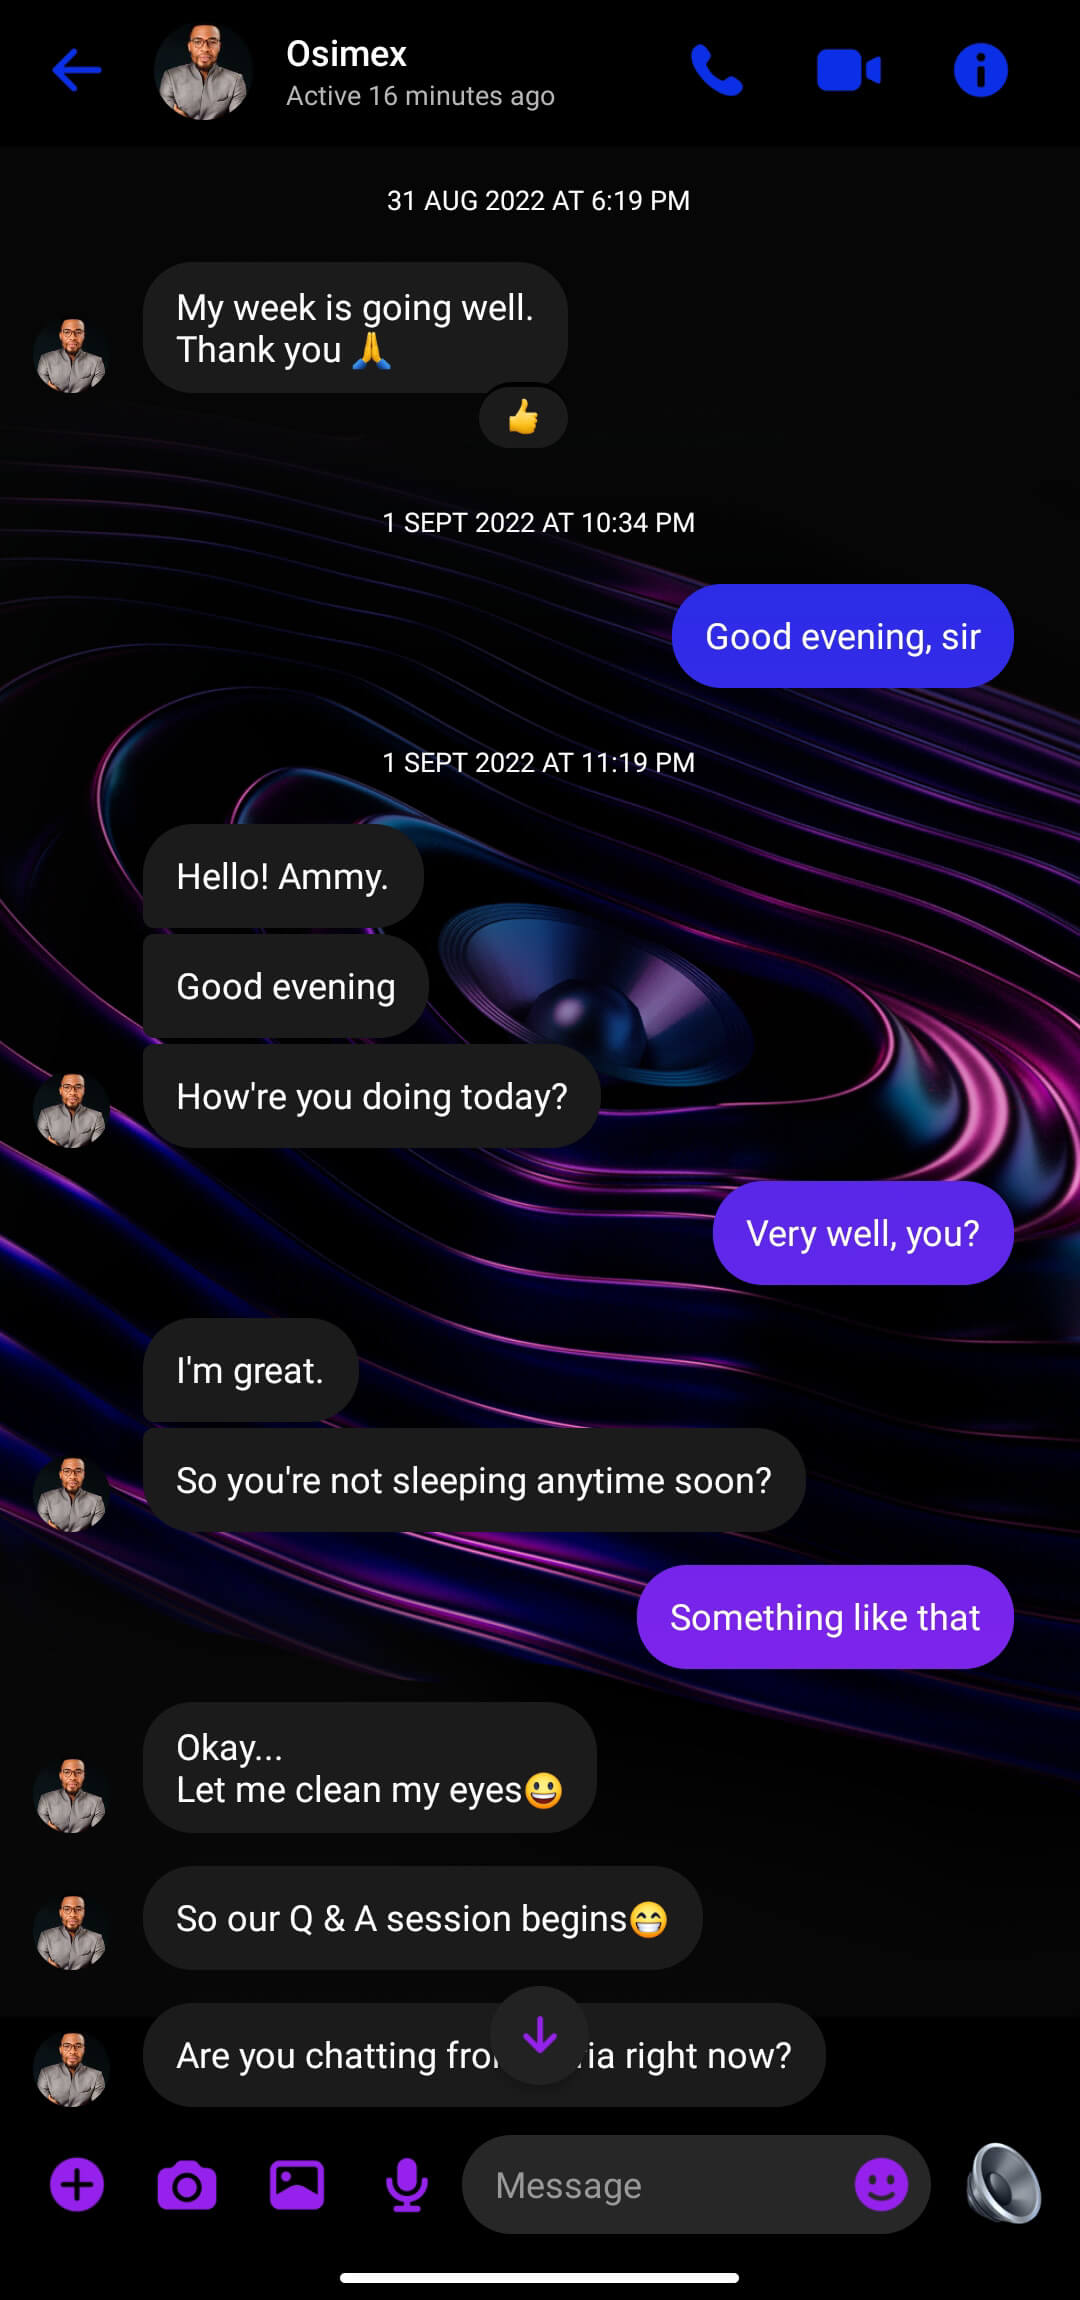 Osimex
Active 16 minutes ago
31 AUG 2022 AT 6:19 PM
My week is going well.
Thank you 🙏
👍
1 SEPT 2022 AT 10:34 PM
Good evening, sir
1 SEPT 2022 AT 11:19 PM
Hello! Ammy.
Good evening
How're you doing today?
Very well, you?
I'm great.
So you're not sleeping anytime soon?
Something like that
Okay...
Let me clean my eyes😀
So our Q & A session begins😁
Are you chatting right now?
Message